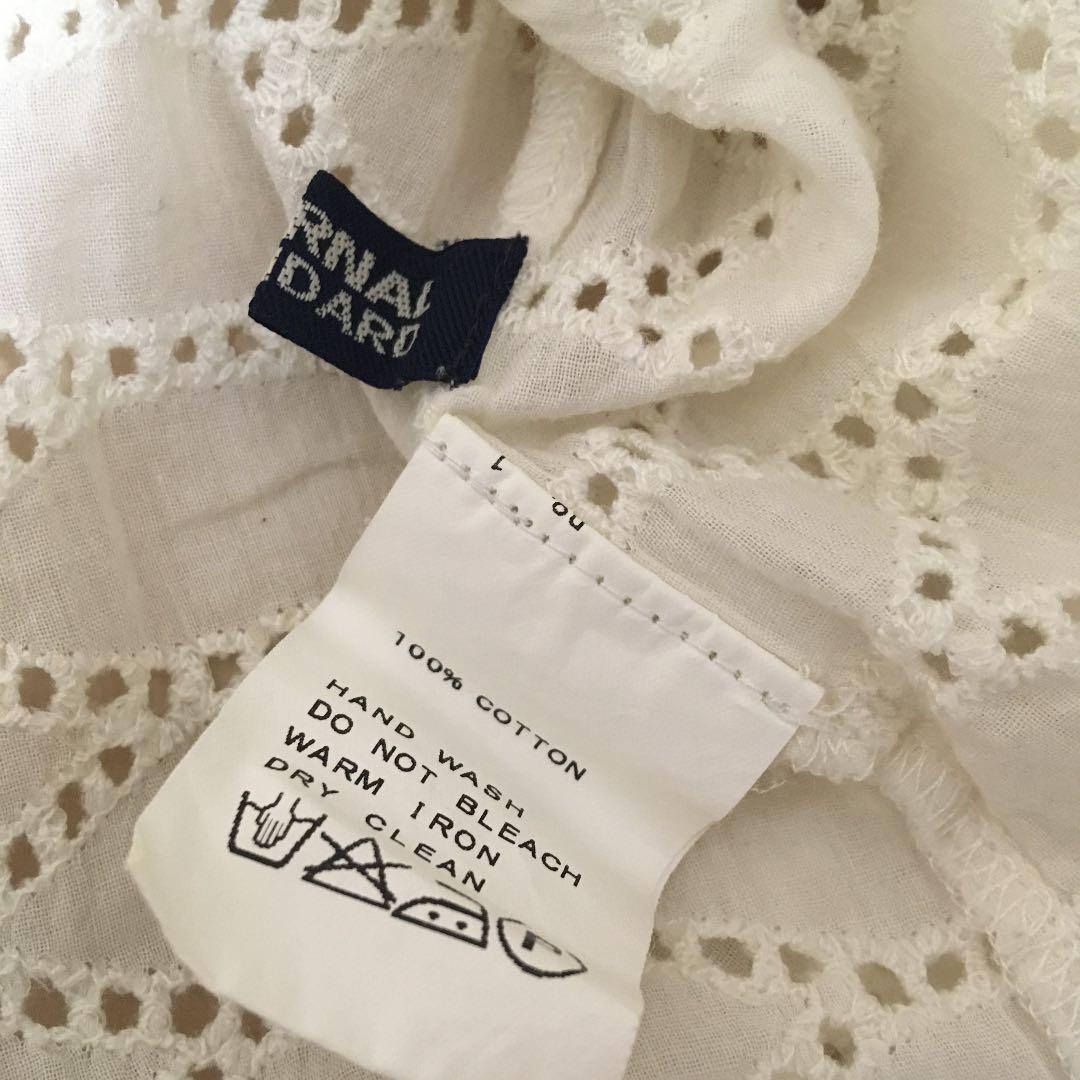 100% COTTON
HAND WASH
DO NOT BLEACH
WARM IRON
DRY CLEAN